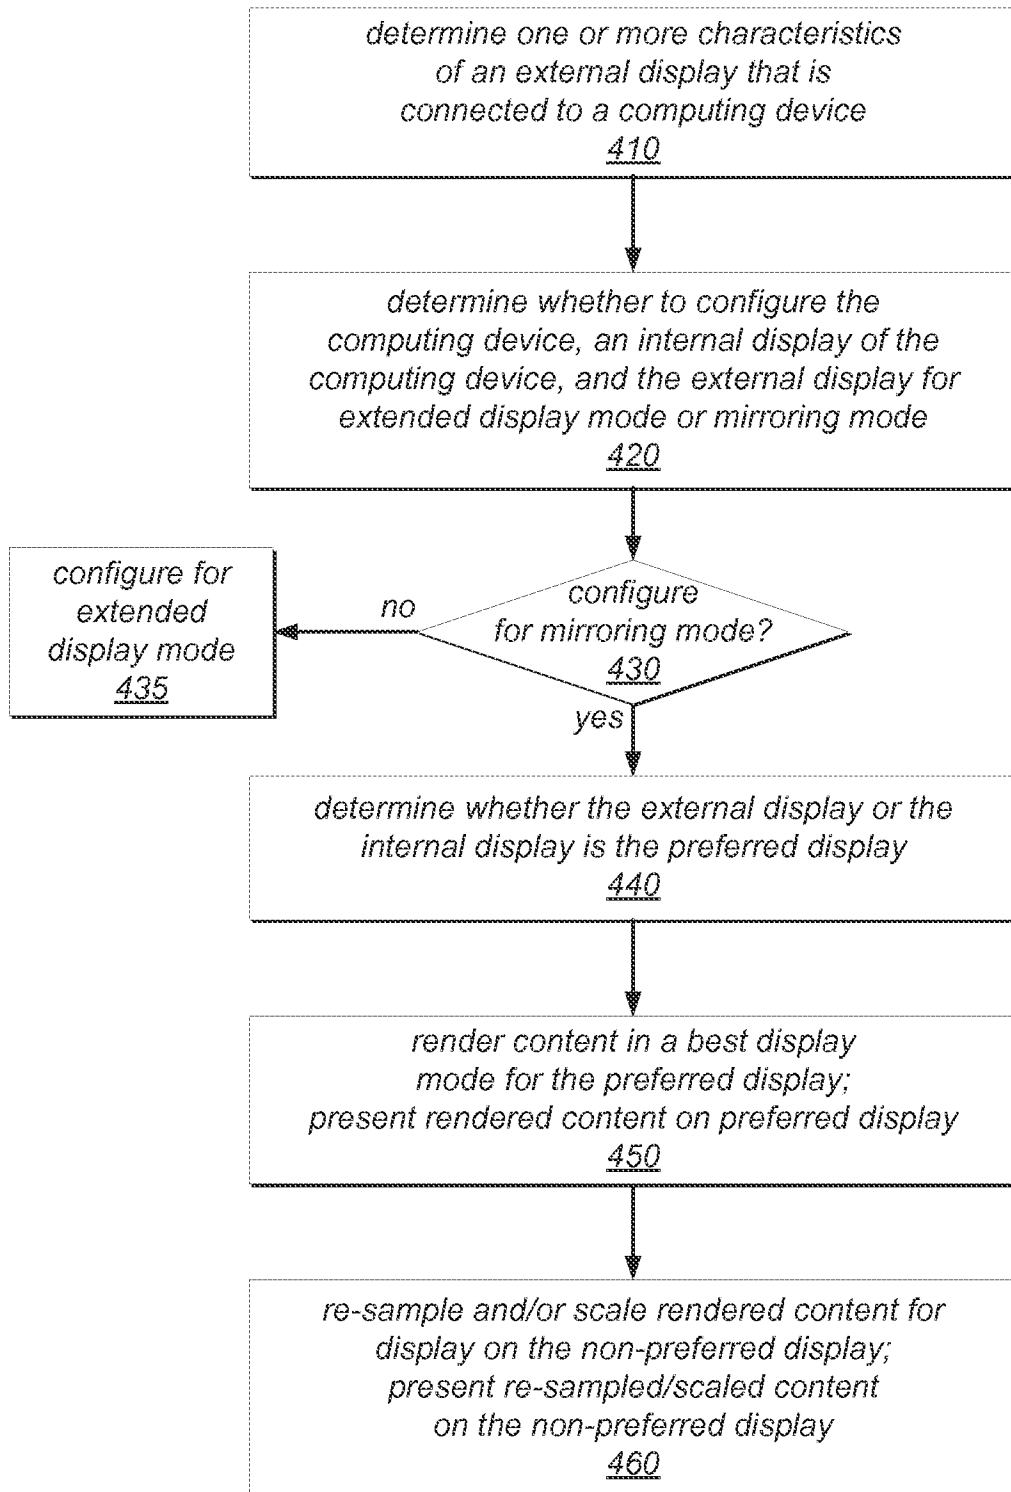 determine one or more characteristics
of an external display that is
connected to a computing device
410
determine whether to configure the
computing device, an internal display of the
computing device, and the external display for
extended display mode or mirroring mode
420
configure
for mirroring mode?
430
no
configure for
extended
display mode
435
yes
determine whether the external display or the
internal display is the preferred display
440
render content in a best display
mode for the preferred display;
present rendered content on preferred display
450
re-sample and/or scale rendered content for
display on the non-preferred display;
present re-sampled/scaled content
on the non-preferred display
460